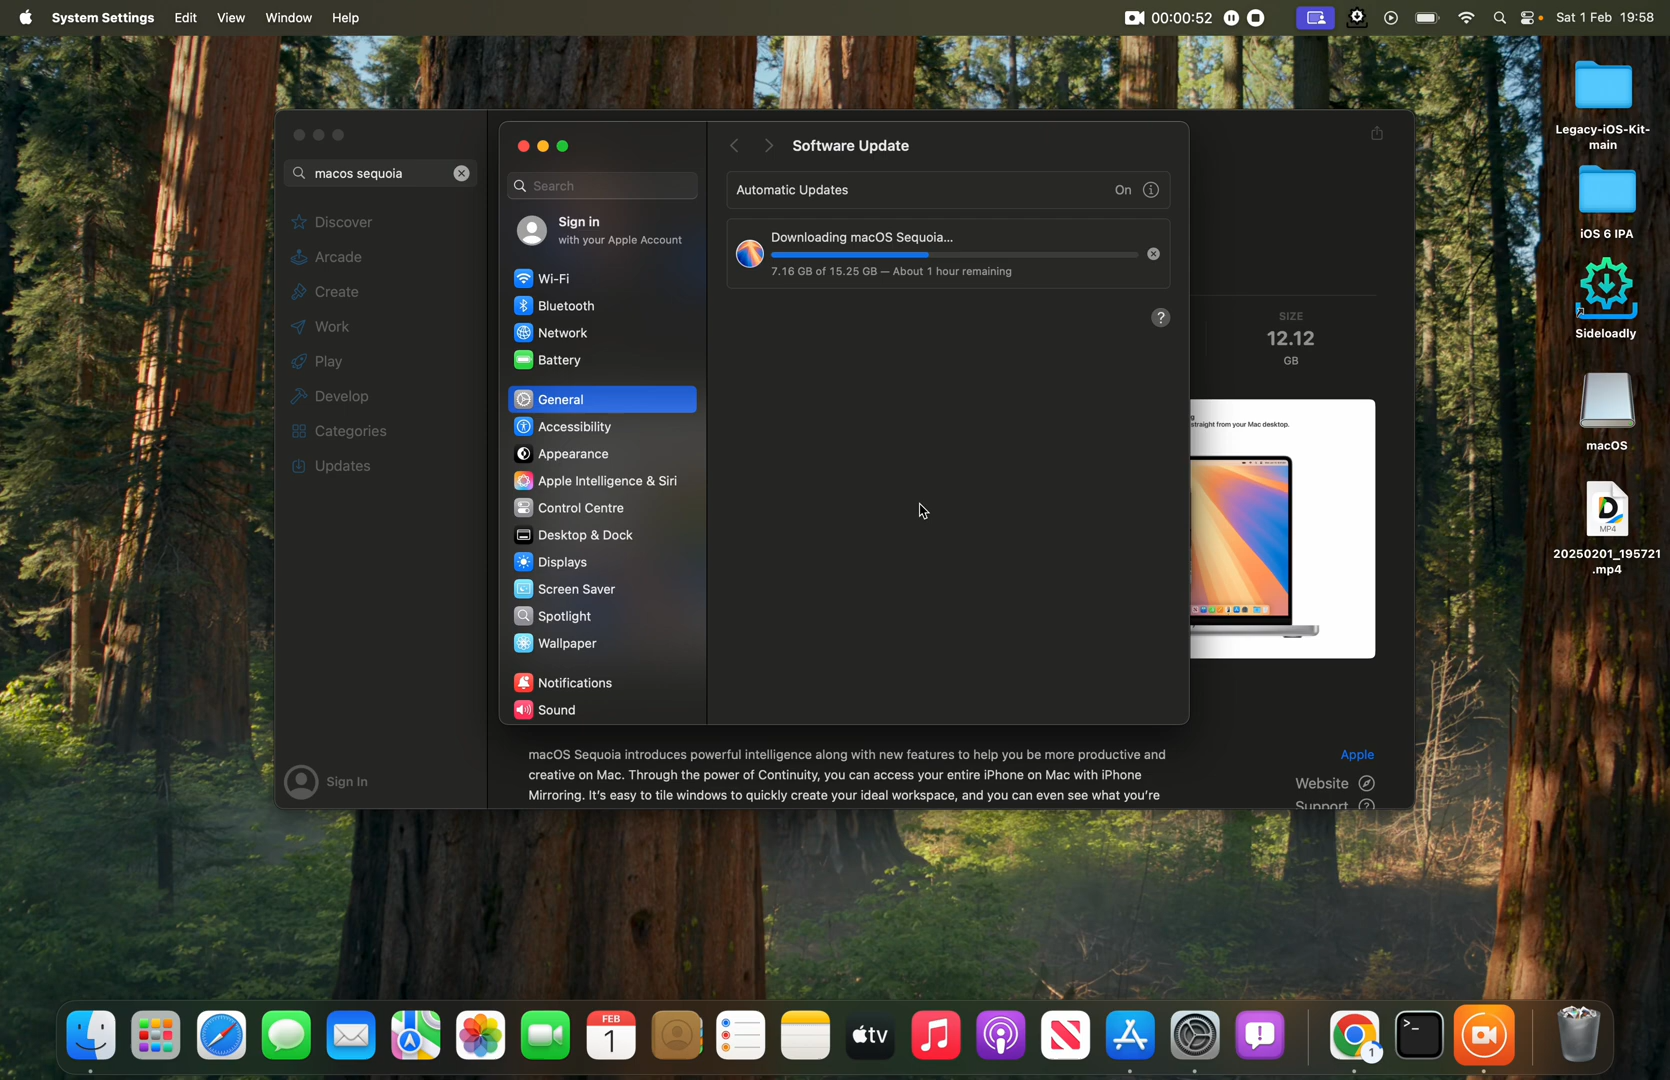 System Settings Edit View Window Help
00:00:52
Sat 1 Feb 19:58
Legacy-iOS-Kit-
main
iOS 6 IPA
Sideloadly
macOS
MP4
20250201_195721
.mp4
macos sequoia
Discover
Arcade
Create
Work
Play
Develop
Categories
Updates
Sign In
Search
Sign in
with your Apple Account
Wi-Fi
Bluetooth
Network
Battery
General
Accessibility
Appearance
Apple Intelligence & Siri
Control Centre
Desktop & Dock
Displays
Screen Saver
Spotlight
Wallpaper
Notifications
Sound
Software Update
Automatic Updates On
Downloading macOS Sequoia...
7.16 GB of 15.25 GB — About 1 hour remaining
?
SIZE
12.12
GB
straight from your Mac desktop.
macOS Sequoia introduces powerful intelligence along with new features to help you be more productive and
creative on Mac. Through the power of Continuity, you can access your entire iPhone on Mac with iPhone
Mirroring. It's easy to tile windows to quickly create your ideal workspace, and you can even see what you're
Apple
Website
Support
FEB
1
tv
1